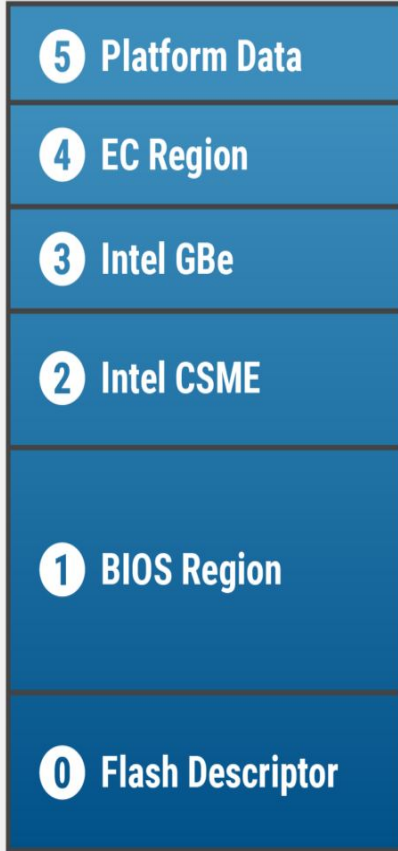 5 Platform Data
4 EC Region
3 Intel GBe
2 Intel CSME
1 BIOS Region
0 Flash Descriptor